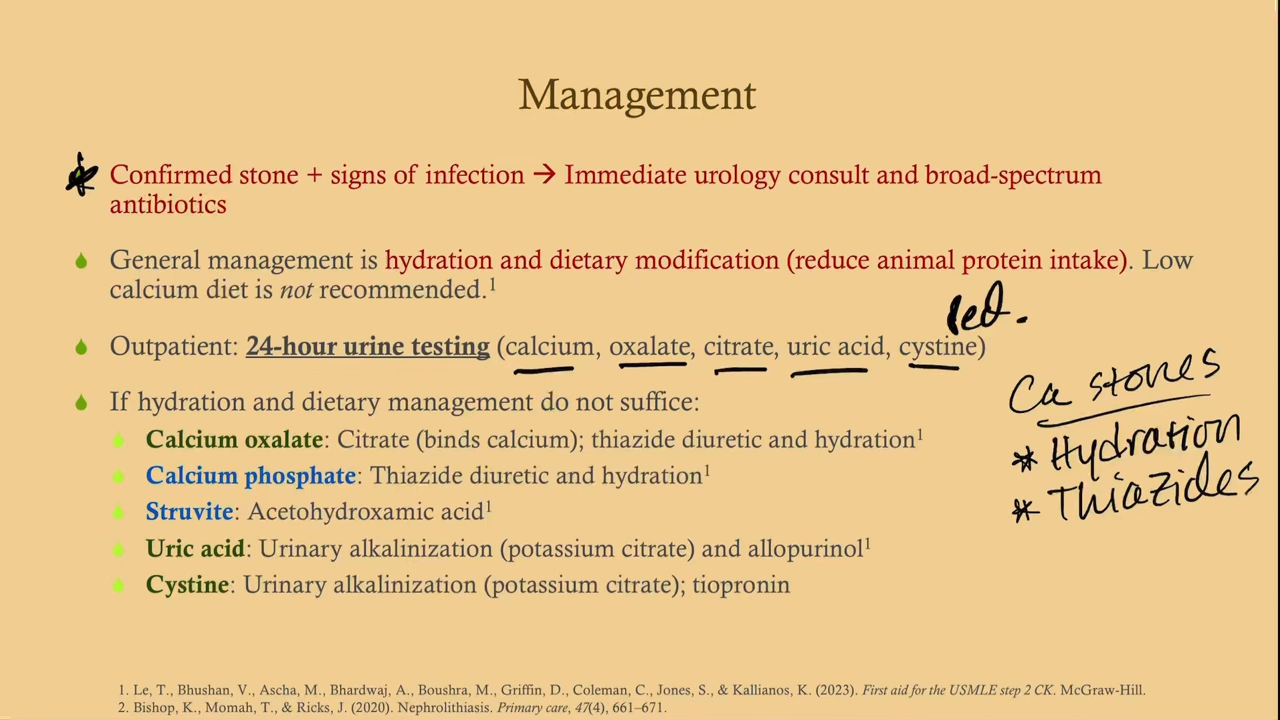 Management
Confirmed stone + signs of infection → Immediate urology consult and broad-spectrum
antibiotics
General management is hydration and dietary modification (reduce animal protein intake). Low
calcium diet is not recommended.1
ped.
Outpatient: 24-hour urine testing (calcium, oxalate, citrate, uric acid, cystine)
Ca stones
* Hydration
* Thiazides
If hydration and dietary management do not suffice:
Calcium oxalate: Citrate (binds calcium); thiazide diuretic and hydration1
Calcium phosphate: Thiazide diuretic and hydration1
Struvite: Acetohydroxamic acid1
Uric acid: Urinary alkalinization (potassium citrate) and allopurinol1
Cystine: Urinary alkalinization (potassium citrate); tiopronin
1. Le, T., Bhushan, V., Ascha, M., Bhardwaj, A., Boushra, M., Griffin, D., Coleman, C., Jones, S., & Kallianos, K. (2023). First aid for the USMLE step 2 CK. McGraw-Hill.
2. Bishop, K., Momah, T., & Ricks, J. (2020). Nephrolithiasis. Primary care, 47(4), 661–671.